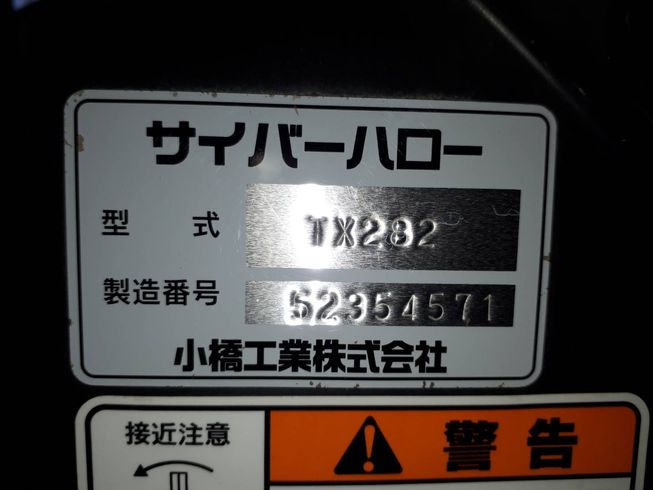 サイバーハロー
型式 TX282
製造番号 52354571
小橋工業株式会社
接近注意
警告